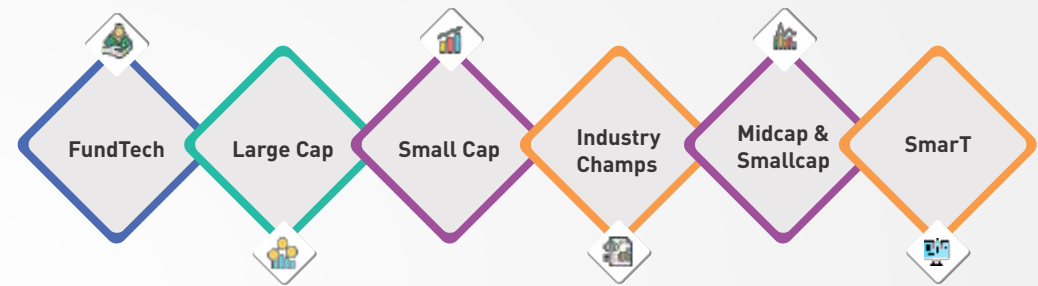 FundTech
Large Cap
Small Cap
Industry
Champs
Midcap &
Smallcap
SmarT